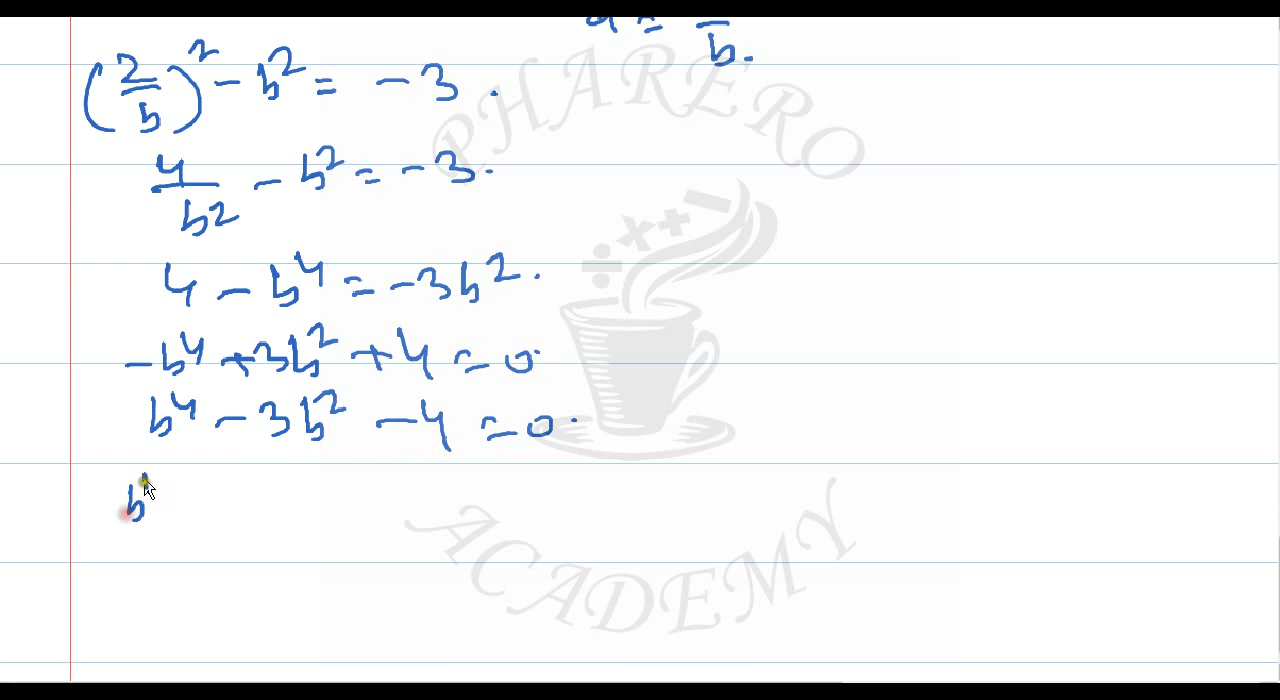 a = /b.
(2/b)² - b² = -3.
4/b² - b² = -3.
4 - b⁴ = -3b².
-b⁴ + 3b² + 4 = 0
b⁴ - 3b² - 4 = 0.
b
PHARERO
ACADEMY